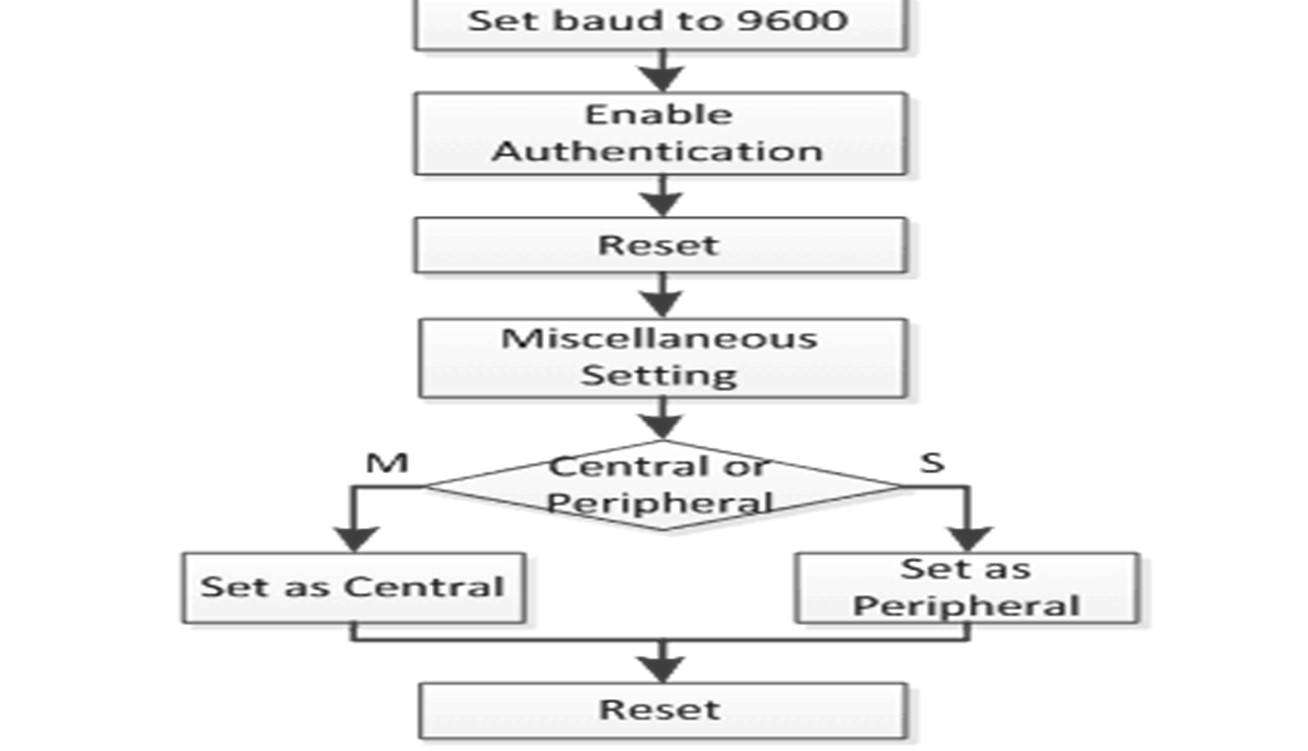 Set baud to 9600
Enable
Authentication
Reset
Miscellaneous
Setting
Central or
Peripheral
M
S
Set as Central
Set as
Peripheral
Reset